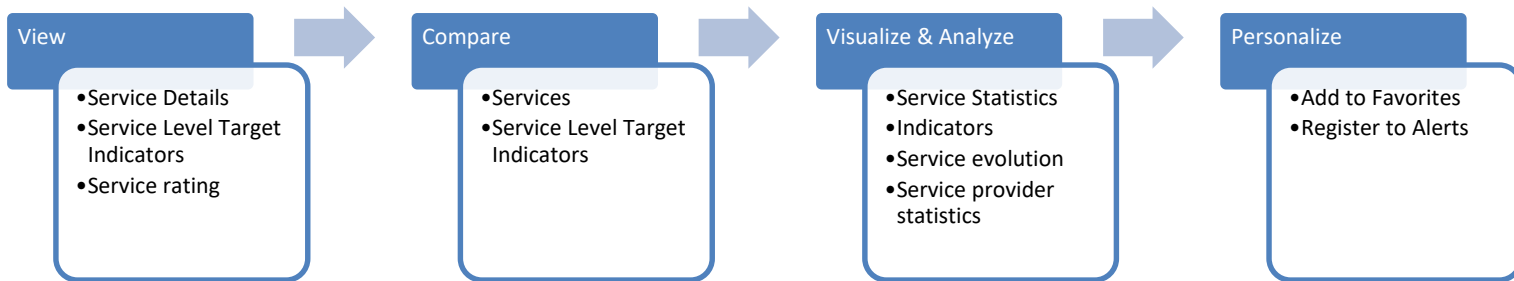 View
•Service Details
•Service Level Target
Indicators
•Service rating
Compare
•Services
•Service Level Target
Indicators
Visualize & Analyze
•Service Statistics
•Indicators
•Service evolution
•Service provider
statistics
Personalize
•Add to Favorites
•Register to Alerts